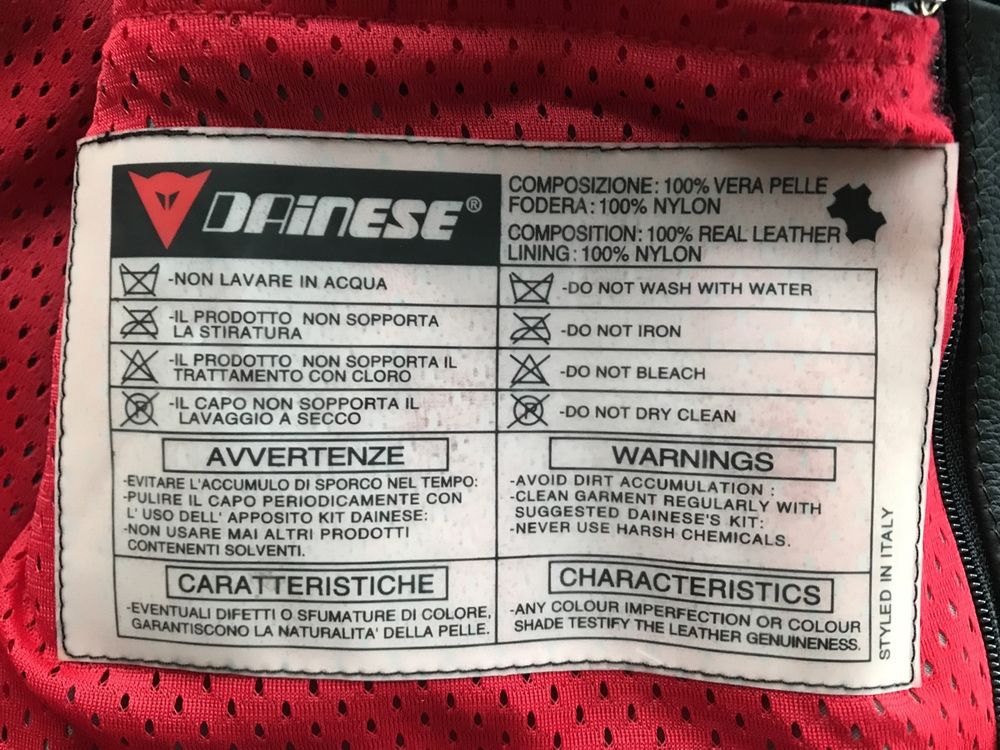 DAINESE®
COMPOSIZIONE: 100% VERA PELLE
FODERA: 100% NYLON
COMPOSITION: 100% REAL LEATHER
LINING: 100% NYLON
-NON LAVARE IN ACQUA
-IL PRODOTTO NON SOPPORTA
LA STIRATURA
-IL PRODOTTO NON SOPPORTA IL
TRATTAMENTO CON CLORO
P
-IL CAPO NON SOPPORTA IL
LAVAGGIO A SECCO
-DO NOT WASH WITH WATER
-DO NOT IRON
-DO NOT BLEACH
P
-DO NOT DRY CLEAN
AVVERTENZE
-EVITARE L'ACCUMULO DI SPORCO NEL TEMPO:
-PULIRE IL CAPO PERIODICAMENTE CON
L' USO DELL' APPOSITO KIT DAINESE:
-NON USARE MAI ALTRI PRODOTTI
CONTENENTI SOLVENTI.
WARNINGS
-AVOID DIRT ACCUMULATION :
-CLEAN GARMENT REGULARLY WITH
SUGGESTED DAINESE'S KIT:
-NEVER USE HARSH CHEMICALS.
CARATTERISTICHE
-EVENTUALI DIFETTI O SFUMATURE DI COLORE,
GARANTISCONO LA NATURALITA' DELLA PELLE.
CHARACTERISTICS
-ANY COLOUR IMPERFECTION OR COLOUR
SHADE TESTIFY THE LEATHER GENUINENESS.
STYLED IN ITALY